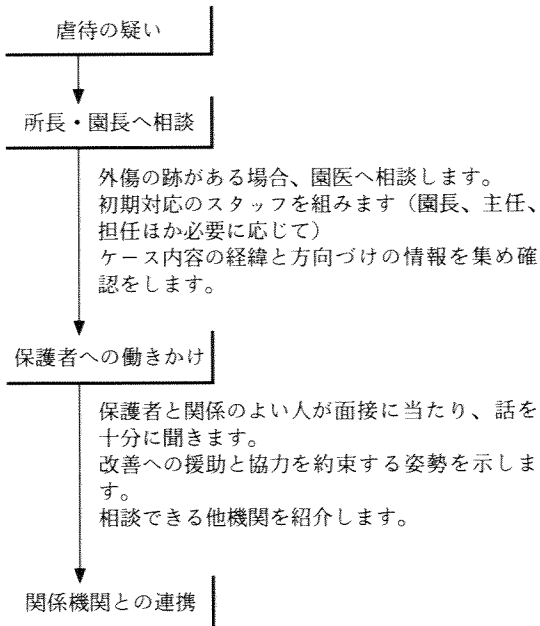 虐待の疑い
所長・園長へ相談
外傷の跡がある場合、園医へ相談します。
初期対応のスタッフを組みます（園長、主任、
担任ほか必要に応じて）
ケース内容の経緯と方向づけの情報を集め確
認をします。
保護者への働きかけ
保護者と関係のよい人が面接に当たり、話を
十分に聞きます。
改善への援助と協力を約束する姿勢を示しま
す。
相談できる他機関を紹介します。
関係機関との連携